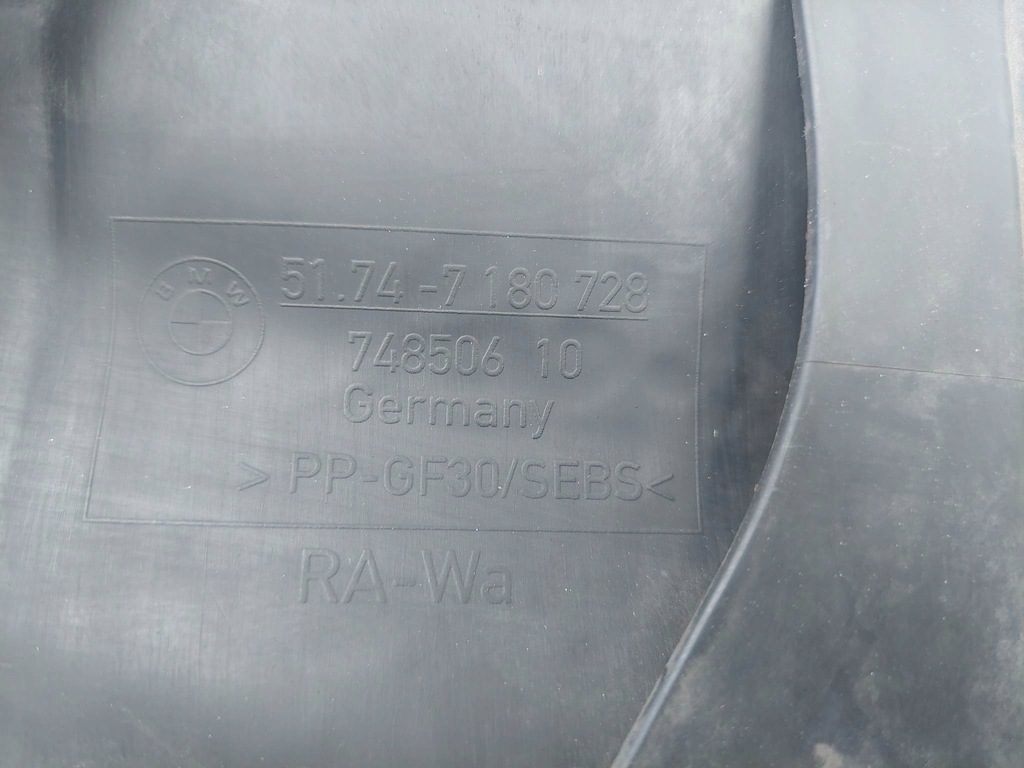 BMW
51.74-7 180 728
748506 10
Germany
>PP-GF30/SEBS<
RA-Wa